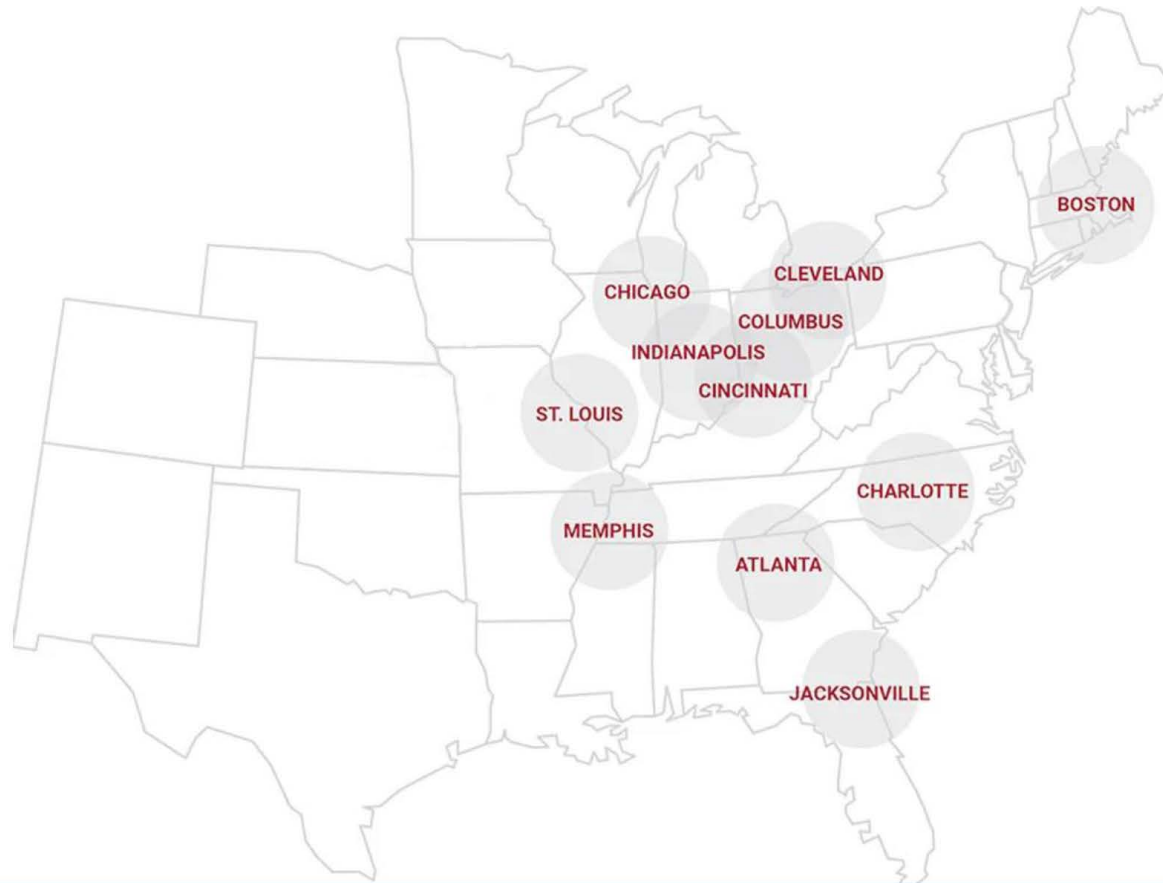 BOSTON
CLEVELAND
CHICAGO
COLUMBUS
INDIANAPOLIS
CINCINNATI
ST. LOUIS
CHARLOTTE
MEMPHIS
ATLANTA
JACKSONVILLE